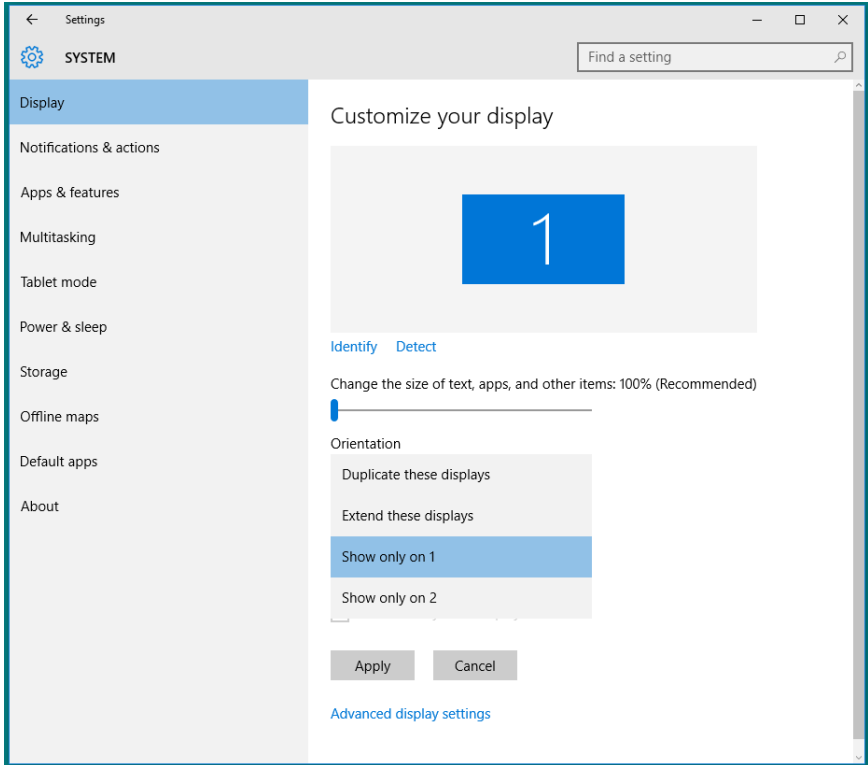 Settings
SYSTEM
Find a setting
Display
Notifications & actions
Apps & features
Multitasking
Tablet mode
Power & sleep
Storage
Offline maps
Default apps
About
Customize your display
1
Identify Detect
Change the size of text, apps, and other items: 100% (Recommended)
Orientation
Duplicate these displays
Extend these displays
Show only on 1
Show only on 2
Apply Cancel
Advanced display settings